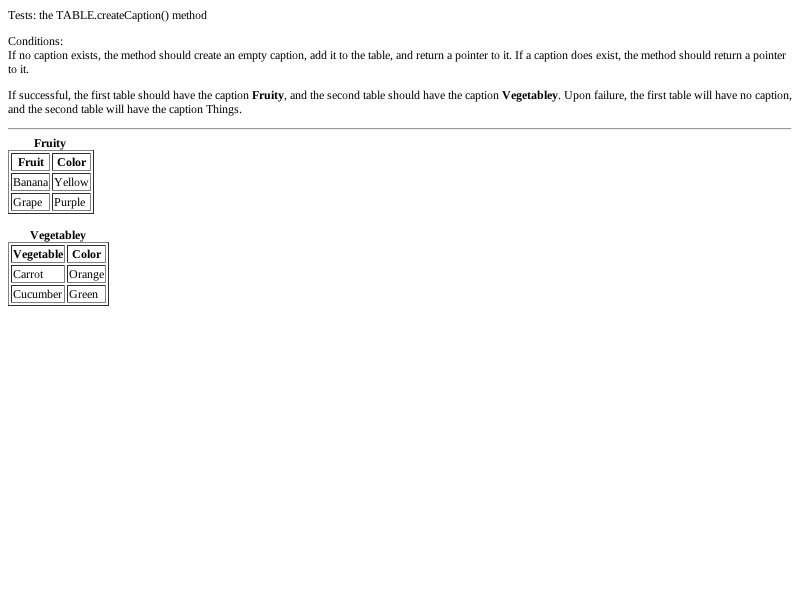 Tests: the TABLE.createCaption() method
Conditions:
If no caption exists, the method should create an empty caption, add it to the table, and return a pointer to it. If a caption does exist, the method should return a pointer
to it.
If successful, the first table should have the caption Fruity, and the second table should have the caption Vegetabley. Upon failure, the first table will have no caption,
and the second table will have the caption Things.
Fruity
Fruit Color
Banana Yellow
Grape Purple
Vegetabley
Vegetable Color
Carrot Orange
Cucumber Green